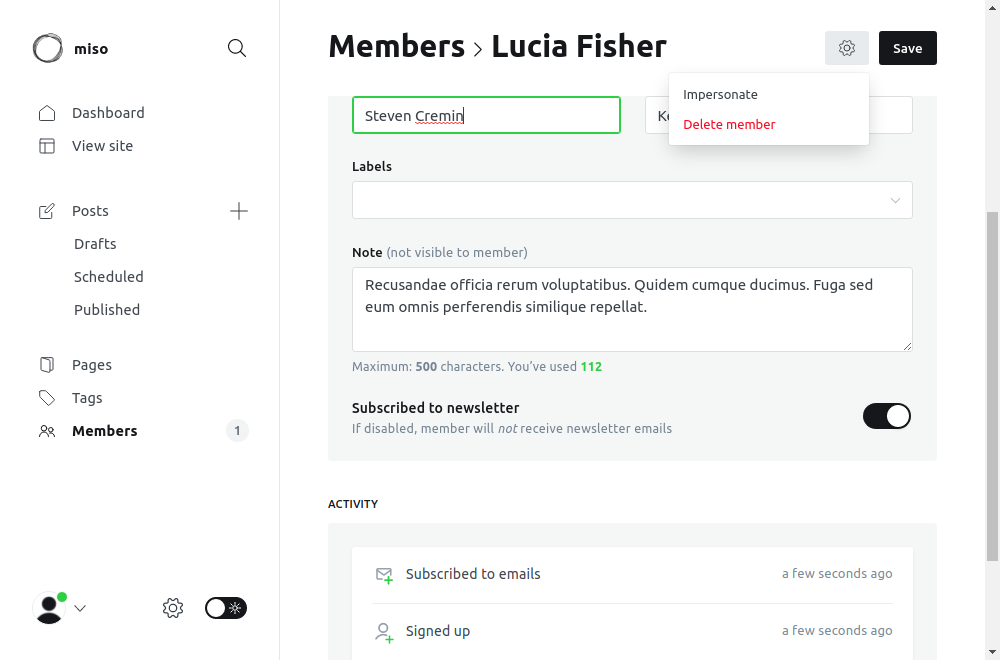 miso
Members
Lucia Fisher
Save
Impersonate
Delete member
Dashboard
View site
Posts
Drafts
Scheduled
Published
Pages
Tags
Members
1
Steven Cremin
Labels
Note (not visible to member)
Recusandae officia rerum voluptatibus. Quidem cumque ducimus. Fuga sed
eum omnis perferendis similique repellat.
Maximum: 500 characters. You've used 112
Subscribed to newsletter
If disabled, member will not receive newsletter emails
ACTIVITY
Subscribed to emails
a few seconds ago
Signed up
a few seconds ago